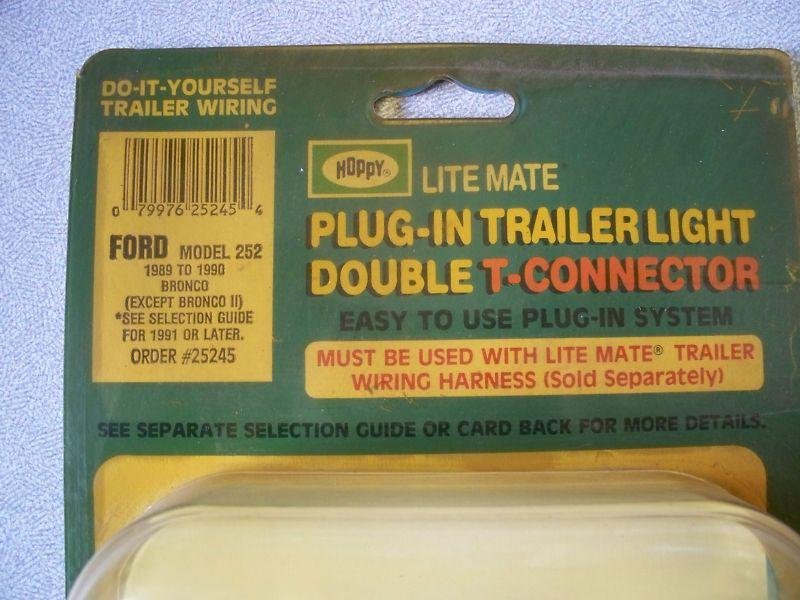 DO-IT-YOURSELF
TRAILER WIRING
0 79976 25245 4
FORD MODEL 252
1989 TO 1990
BRONCO
(EXCEPT BRONCO II)
*SEE SELECTION GUIDE
FOR 1991 OR LATER.
ORDER #25245
HOPPY®
LITE MATE
PLUG-IN TRAILER LIGHT
DOUBLE T-CONNECTOR
EASY TO USE PLUG-IN SYSTEM
MUST BE USED WITH LITE MATE® TRAILER
WIRING HARNESS (Sold Separately)
SEE SEPARATE SELECTION GUIDE OR CARD BACK FOR MORE DETAILS.